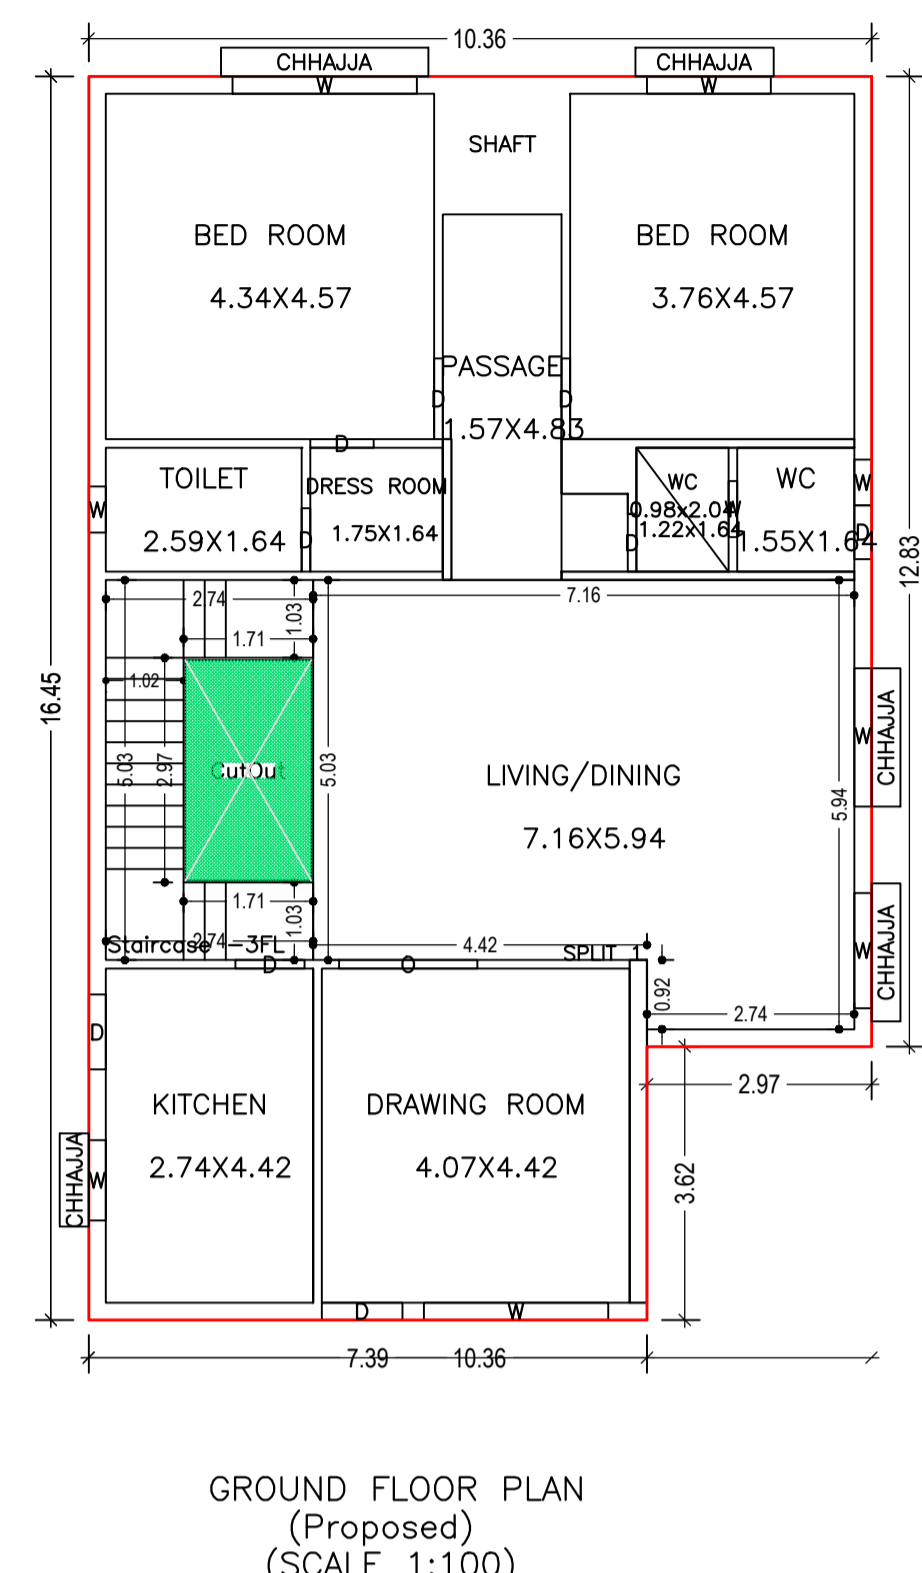 10.36
CHHAJJA
CHHAJJA
W
W
SHAFT
BED ROOM
4.34X4.57
BED ROOM
3.76X4.57
PASSAGE
1.57X4.83
D
D
D
TOILET
2.59X1.64
DRESS ROOM
1.75X1.64
WC
0.98x2.04
1.22x1.64
WC
1.55X1.64
W
D
D
W
W
D
12.83
16.45
2.74
1.03
7.16
1.71
1.02
5.03
2.97
CutOut
5.03
LIVING/DINING
7.16X5.94
5.94
W
CHHAJJA
1.71
1.03
2.74
Staircase -3FL
4.42
SPLIT 1
W
CHHAJJA
D
O
0.92
2.74
D
2.97
KITCHEN
2.74X4.42
DRAWING ROOM
4.07X4.42
CHHAJJA
W
3.62
D
W
7.39
10.36
GROUND FLOOR PLAN
(Proposed)
(SCALE 1:100)